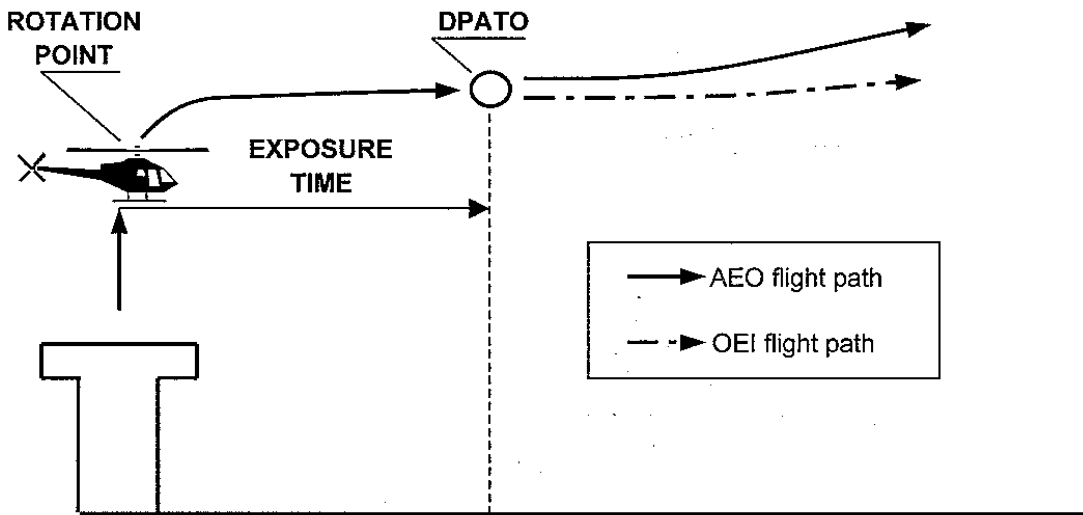 ROTATION
POINT
DPATO
EXPOSURE
TIME
AEO flight path
OEI flight path